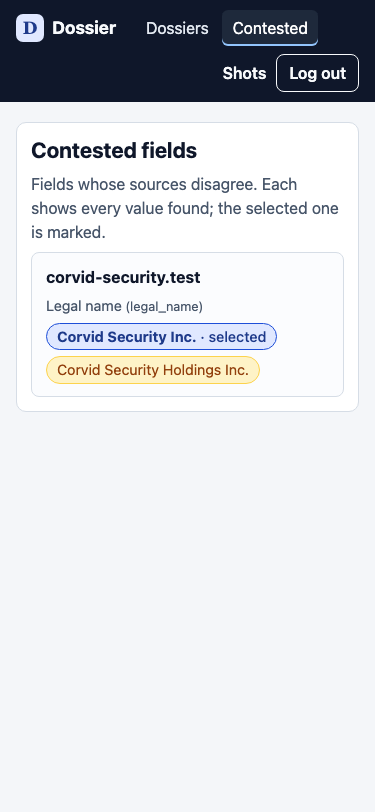 D Dossier Dossiers Contested
Shots Log out
Contested fields
Fields whose sources disagree. Each
shows every value found; the selected one
is marked.
corvid-security.test
Legal name (legal_name)
Corvid Security Inc. · selected
Corvid Security Holdings Inc.